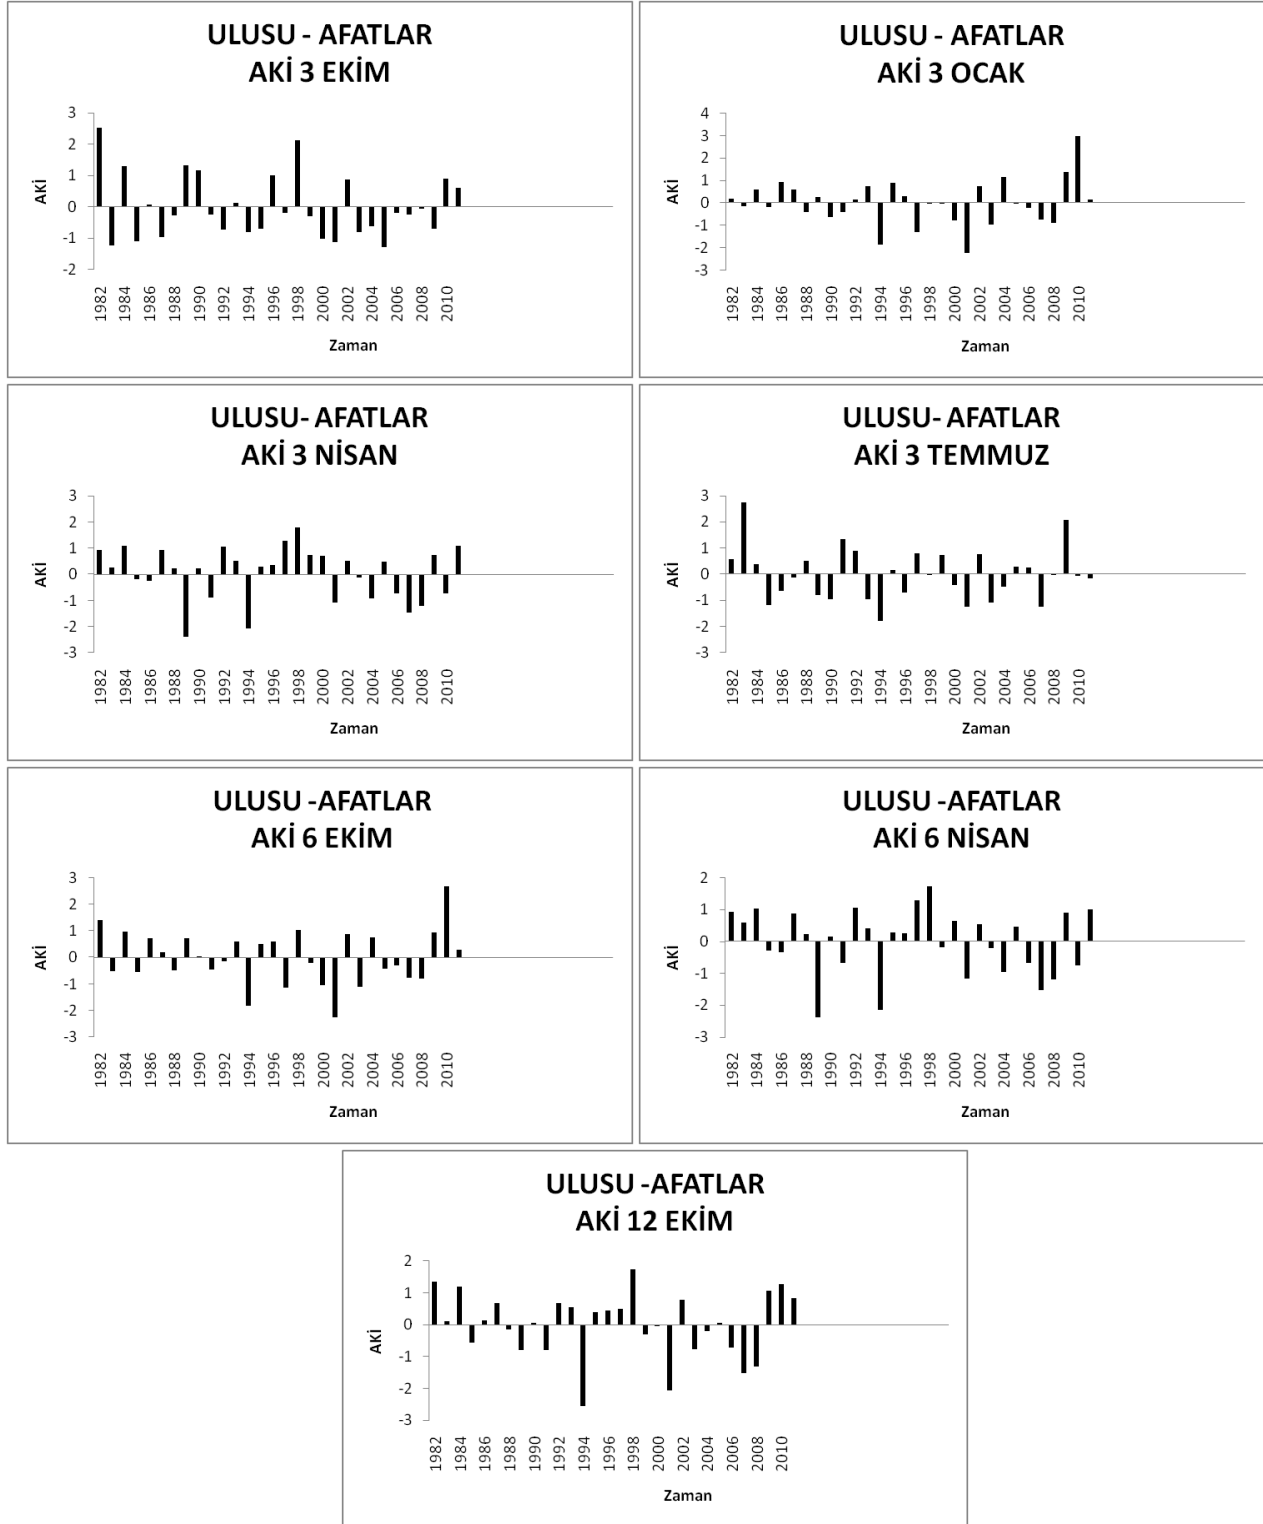 ULUSU - AFATLAR
AKİ 3 EKİM
3
2
1
0
-1
-2
AKİ
1982 1984 1986 1988 1990 1992 1994 1996 1998 2000 2002 2004 2006 2008 2010
Zaman
ULUSU - AFATLAR
AKİ 3 OCAK
4
3
2
1
0
-1
-2
-3
AKİ
1982 1984 1986 1988 1990 1992 1994 1996 1998 2000 2002 2004 2006 2008 2010
Zaman
ULUSU- AFATLAR
AKİ 3 NİSAN
3
2
1
0
-1
-2
-3
AKİ
1982 1984 1986 1988 1990 1992 1994 1996 1998 2000 2002 2004 2006 2008 2010
Zaman
ULUSU- AFATLAR
AKİ 3 TEMMUZ
3
2
1
0
-1
-2
-3
AKİ
1982 1984 1986 1988 1990 1992 1994 1996 1998 2000 2002 2004 2006 2008 2010
Zaman
ULUSU -AFATLAR
AKİ 6 EKİM
3
2
1
0
-1
-2
-3
AKİ
1982 1984 1986 1988 1990 1992 1994 1996 1998 2000 2002 2004 2006 2008 2010
Zaman
ULUSU -AFATLAR
AKİ 6 NİSAN
2
1
0
-1
-2
-3
AKİ
1982 1984 1986 1988 1990 1992 1994 1996 1998 2000 2002 2004 2006 2008 2010
Zaman
ULUSU -AFATLAR
AKİ 12 EKİM
2
1
0
-1
-2
-3
AKİ
1982 1984 1986 1988 1990 1992 1994 1996 1998 2000 2002 2004 2006 2008 2010
Zaman